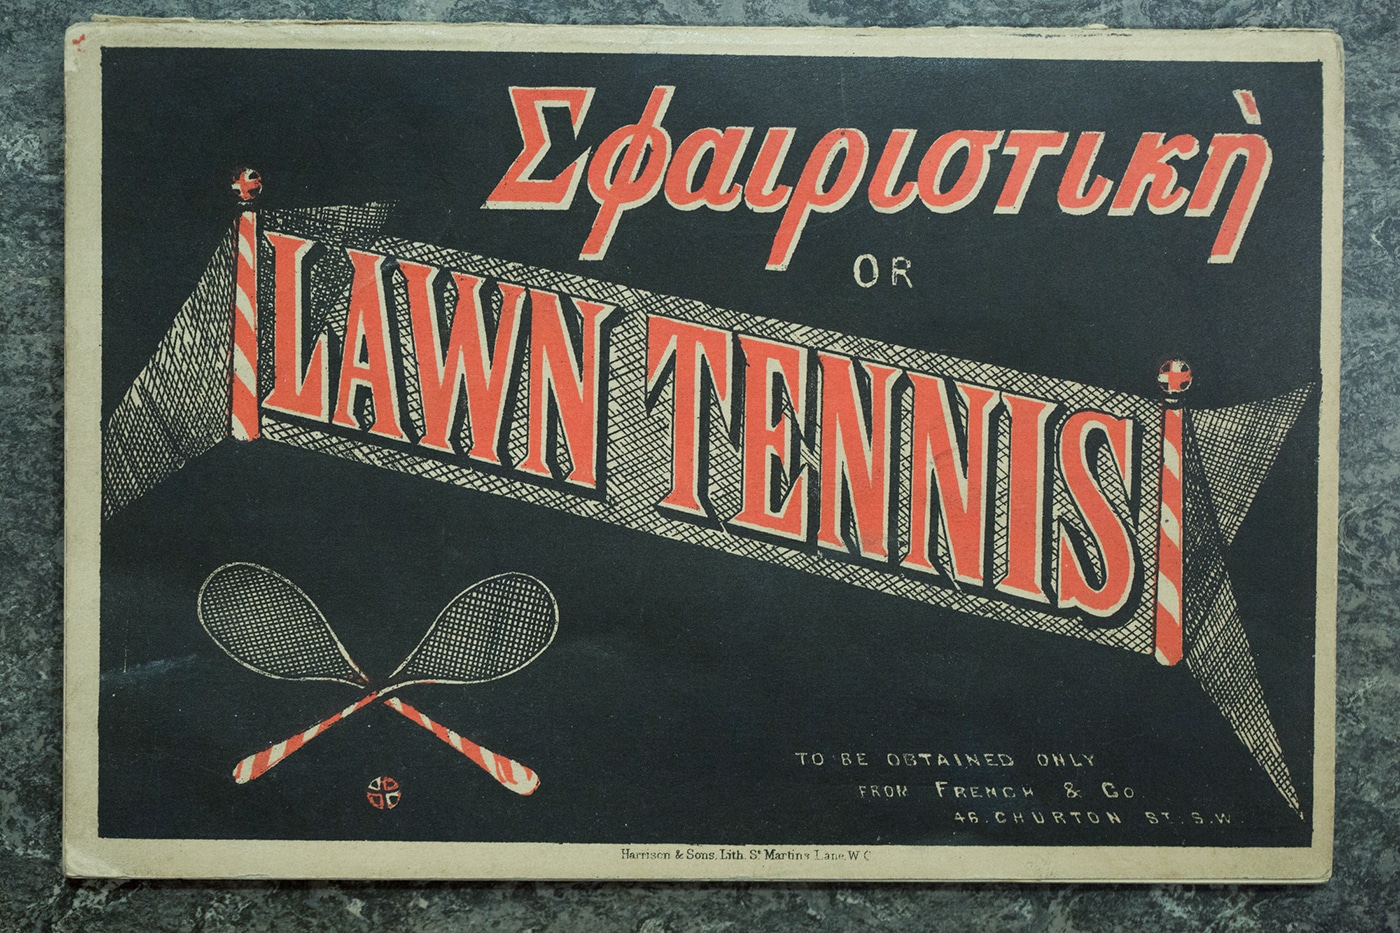 Σφαιριστικὴ
OR
LAWN TENNIS
TO BE OBTAINED ONLY
FROM FRENCH & CO
46. CHURTON ST. S.W.
Harrison & Sons, Lith. St Martin's Lane, W C